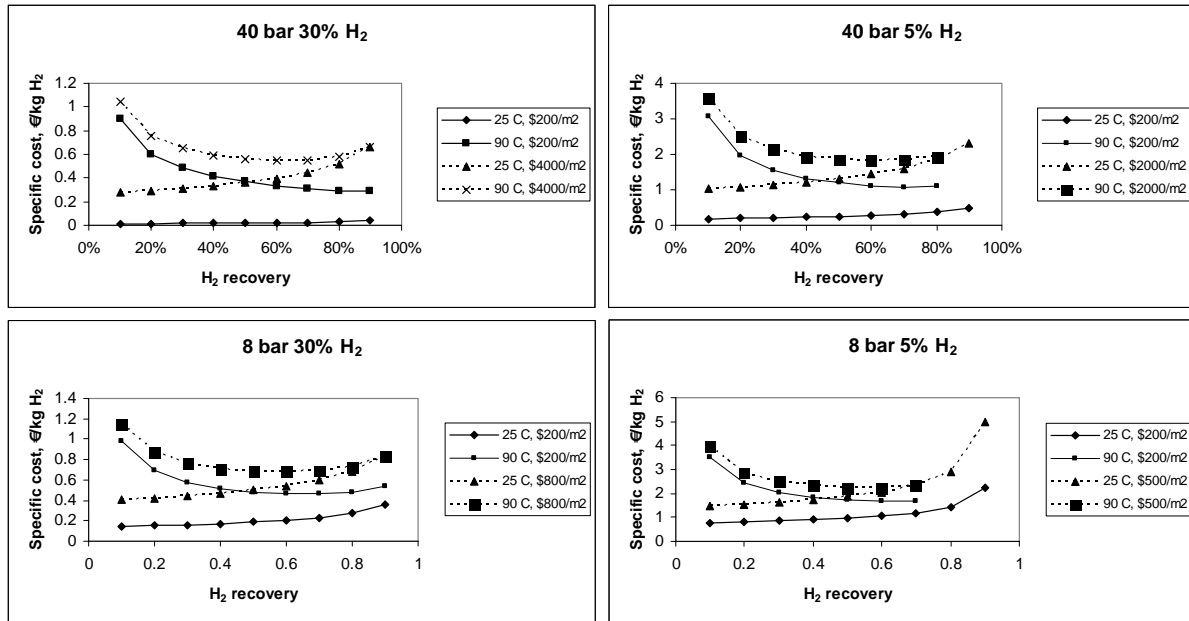 40 bar 30% H₂
Specific cost, €/kg H₂
1.2
1
0.8
0.6
0.4
0.2
0
0% 20% 40% 60% 80% 100%
H₂ recovery
25 C, $200/m2
90 C, $200/m2
25 C, $4000/m2
90 C, $4000/m2
40 bar 5% H₂
Specific cost, €/kg H₂
4
3
2
1
0
0% 20% 40% 60% 80% 100%
H₂ recovery
25 C, $200/m2
90 C, $200/m2
25 C, $2000/m2
90 C, $2000/m2
8 bar 30% H₂
Specific cost, €/kg H₂
1.4
1.2
1
0.8
0.6
0.4
0.2
0
0 0.2 0.4 0.6 0.8 1
H₂ recovery
25 C, $200/m2
90 C, $200/m2
25 C, $800/m2
90 C, $800/m2
8 bar 5% H₂
Specific cost, €/kg H₂
6
5
4
3
2
1
0
0 0.2 0.4 0.6 0.8 1
H₂ recovery
25 C, $200/m2
90 C, $200/m2
25 C, $500/m2
90 C, $500/m2